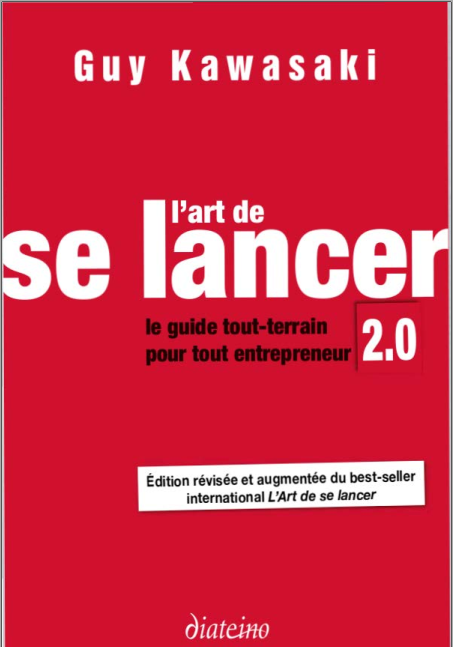 Guy Kawasaki
l'art de
se lancer
le guide tout-terrain
pour tout entrepreneur 2.0
Édition révisée et augmentée du best-seller
international L'Art de se lancer
diateino